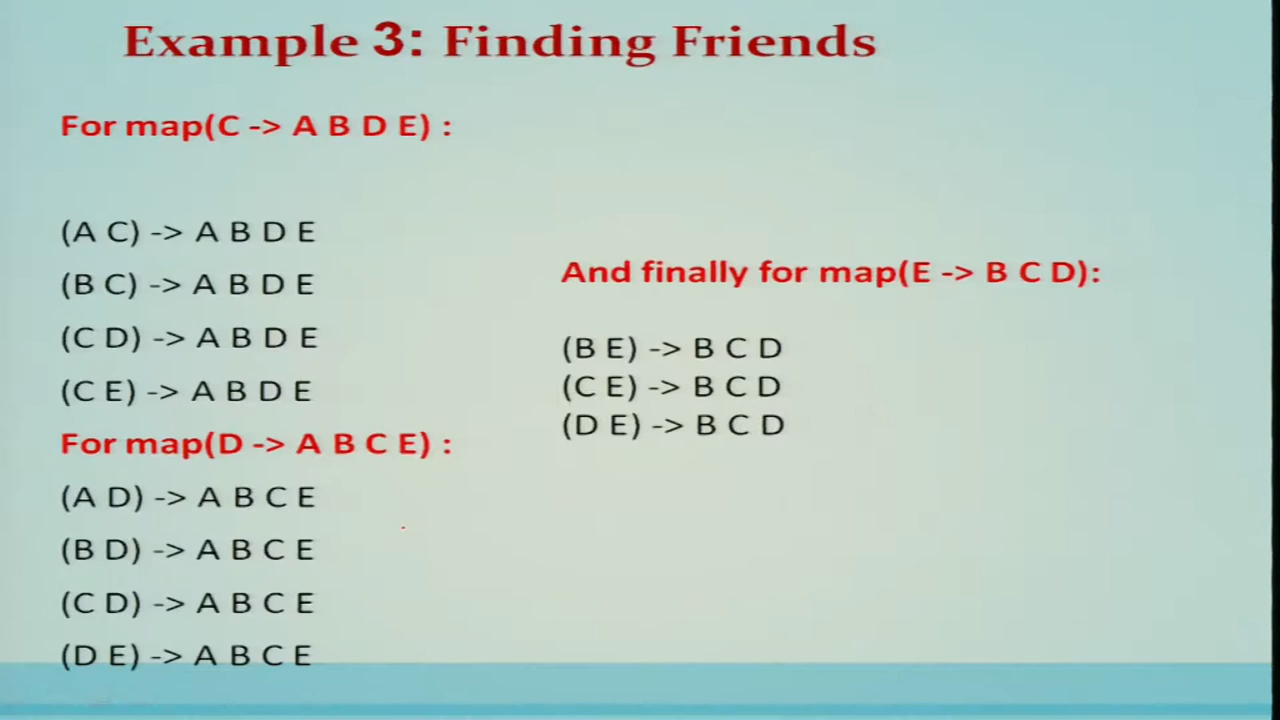 Example 3: Finding Friends
For map(C -> A B D E) :
(A C) -> A B D E
(B C) -> A B D E
(C D) -> A B D E
(C E) -> A B D E
For map(D -> A B C E) :
(A D) -> A B C E
(B D) -> A B C E
(C D) -> A B C E
(D E) -> A B C E
And finally for map(E -> B C D):
(B E) -> B C D
(C E) -> B C D
(D E) -> B C D